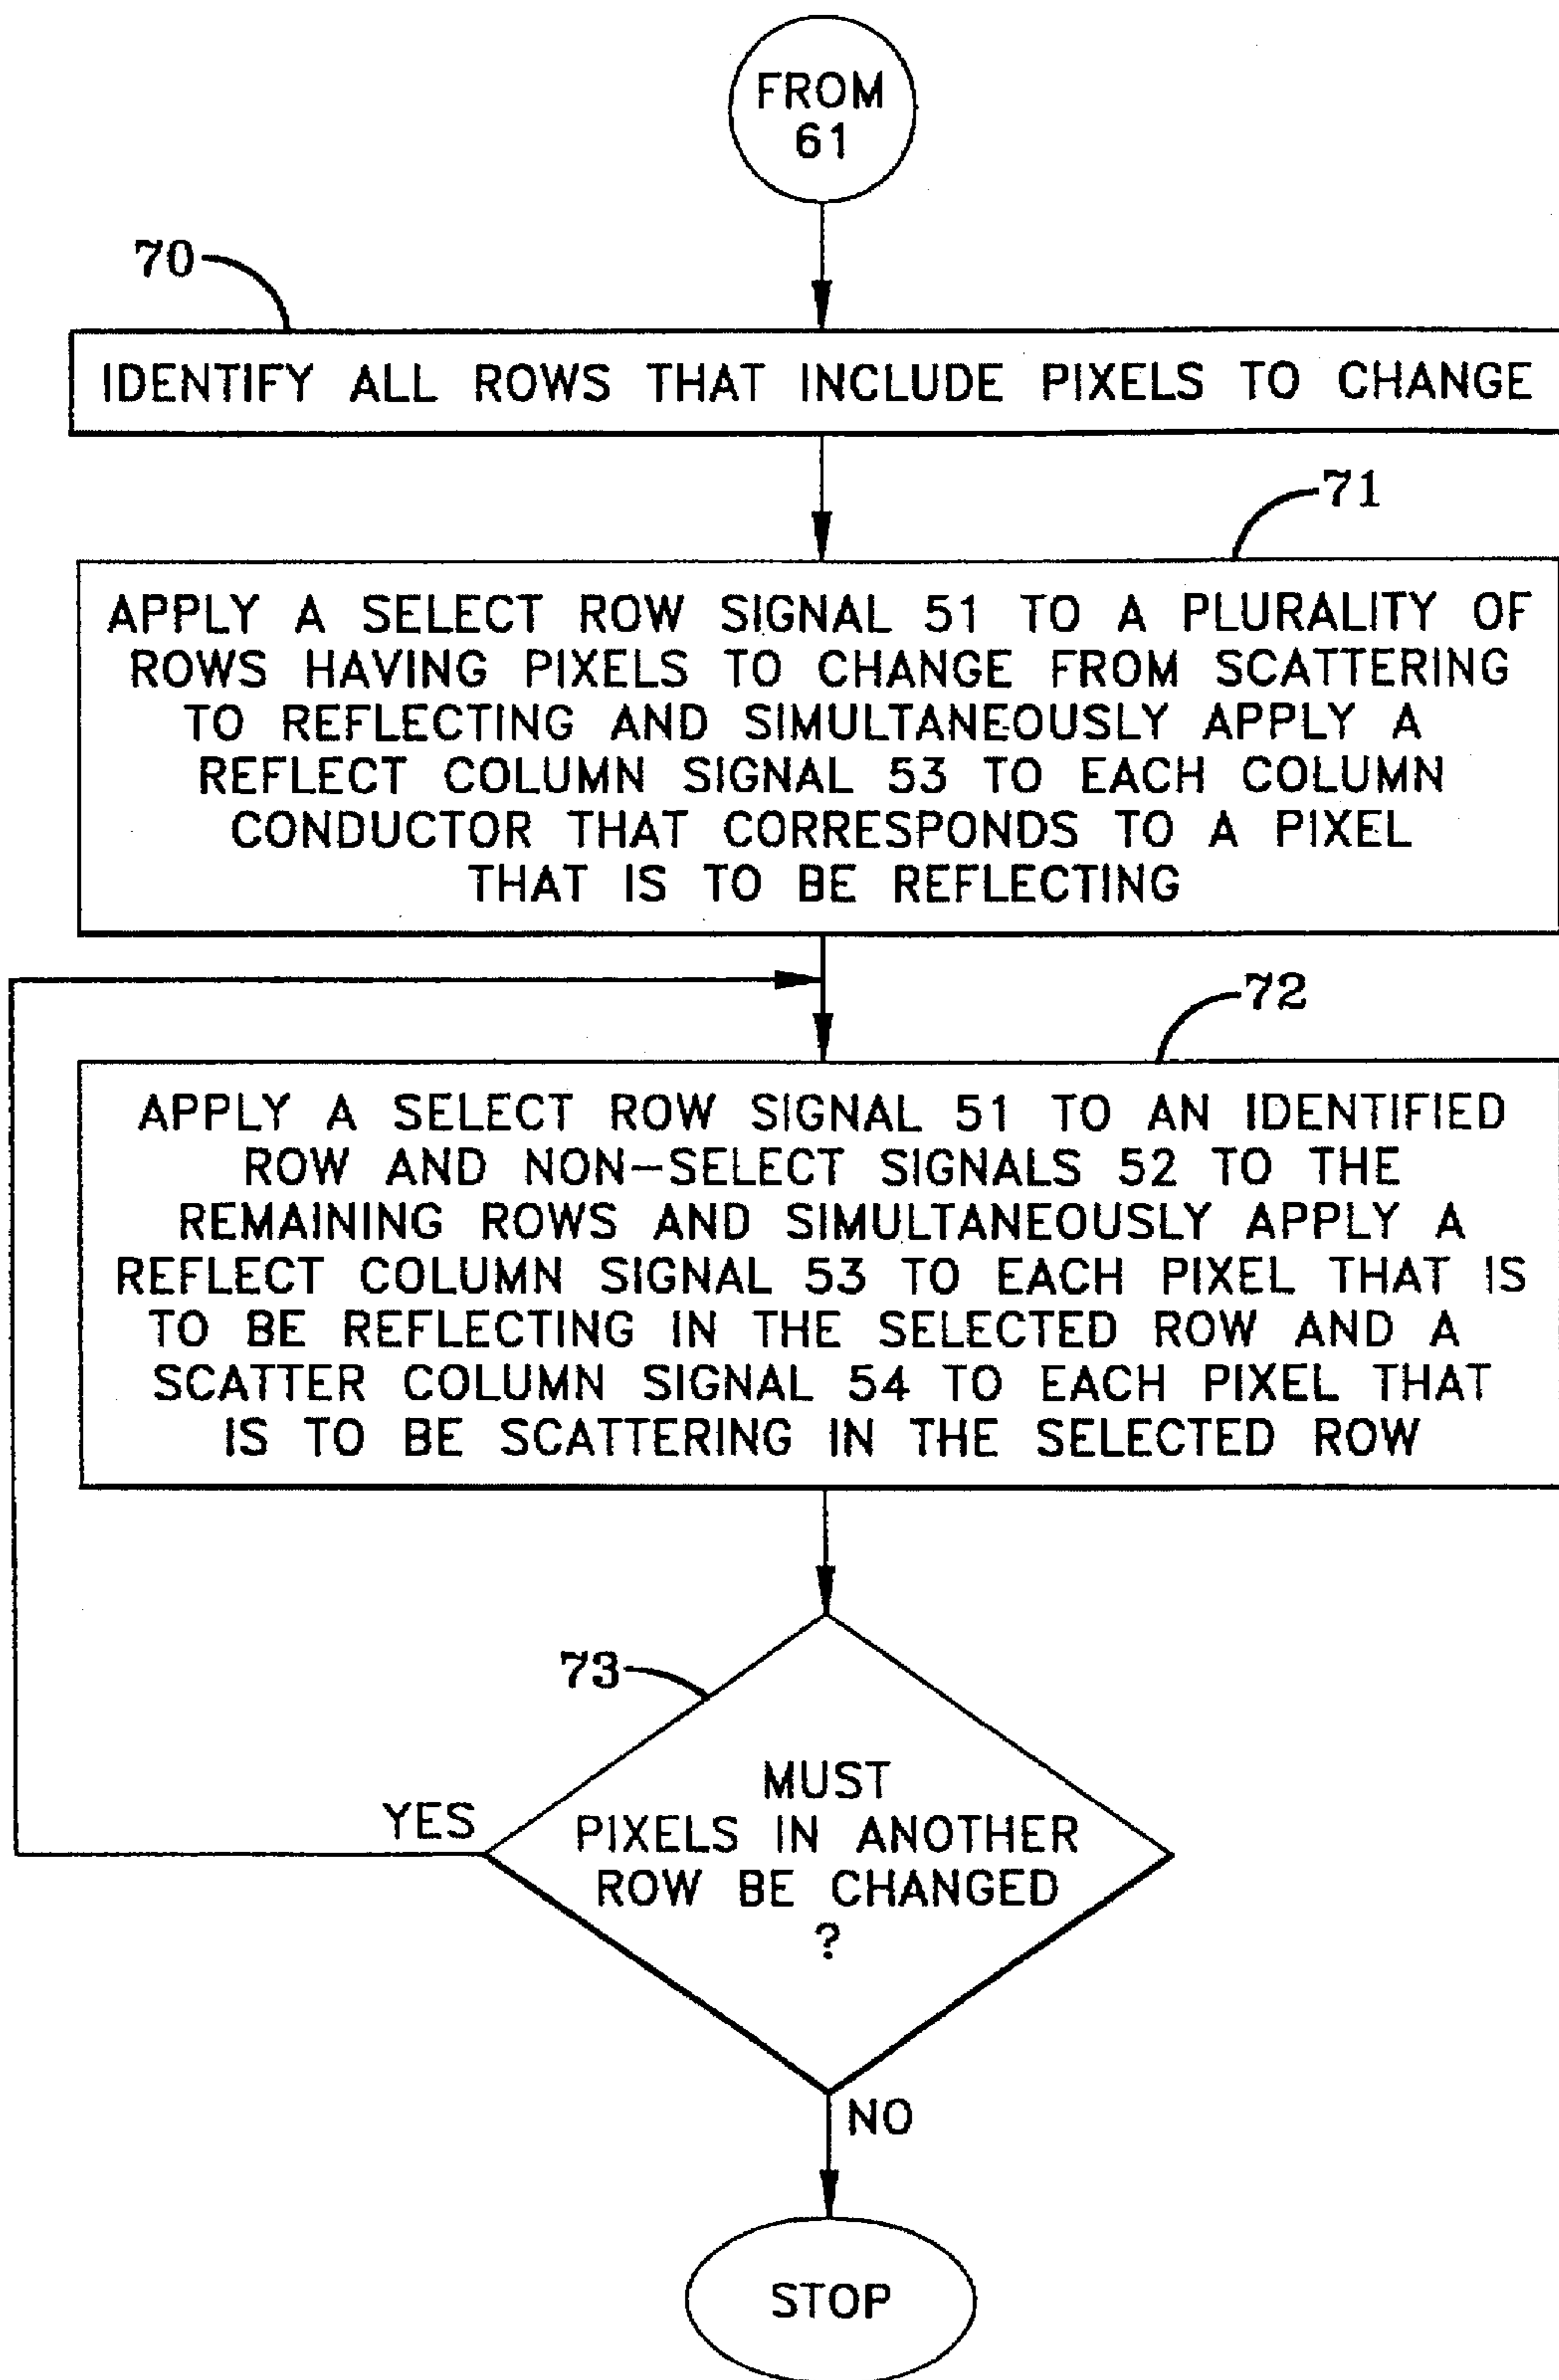 FROM
61
70
IDENTIFY ALL ROWS THAT INCLUDE PIXELS TO CHANGE
71
APPLY A SELECT ROW SIGNAL 51 TO A PLURALITY OF
ROWS HAVING PIXELS TO CHANGE FROM SCATTERING
TO REFLECTING AND SIMULTANEOUSLY APPLY A
REFLECT COLUMN SIGNAL 53 TO EACH COLUMN
CONDUCTOR THAT CORRESPONDS TO A PIXEL
THAT IS TO BE REFLECTING
72
APPLY A SELECT ROW SIGNAL 51 TO AN IDENTIFIED
ROW AND NON-SELECT SIGNALS 52 TO THE
REMAINING ROWS AND SIMULTANEOUSLY APPLY A
REFLECT COLUMN SIGNAL 53 TO EACH PIXEL THAT IS
TO BE REFLECTING IN THE SELECTED ROW AND A
SCATTER COLUMN SIGNAL 54 TO EACH PIXEL THAT
IS TO BE SCATTERING IN THE SELECTED ROW
73
MUST
PIXELS IN ANOTHER
ROW BE CHANGED
?
YES
NO
STOP